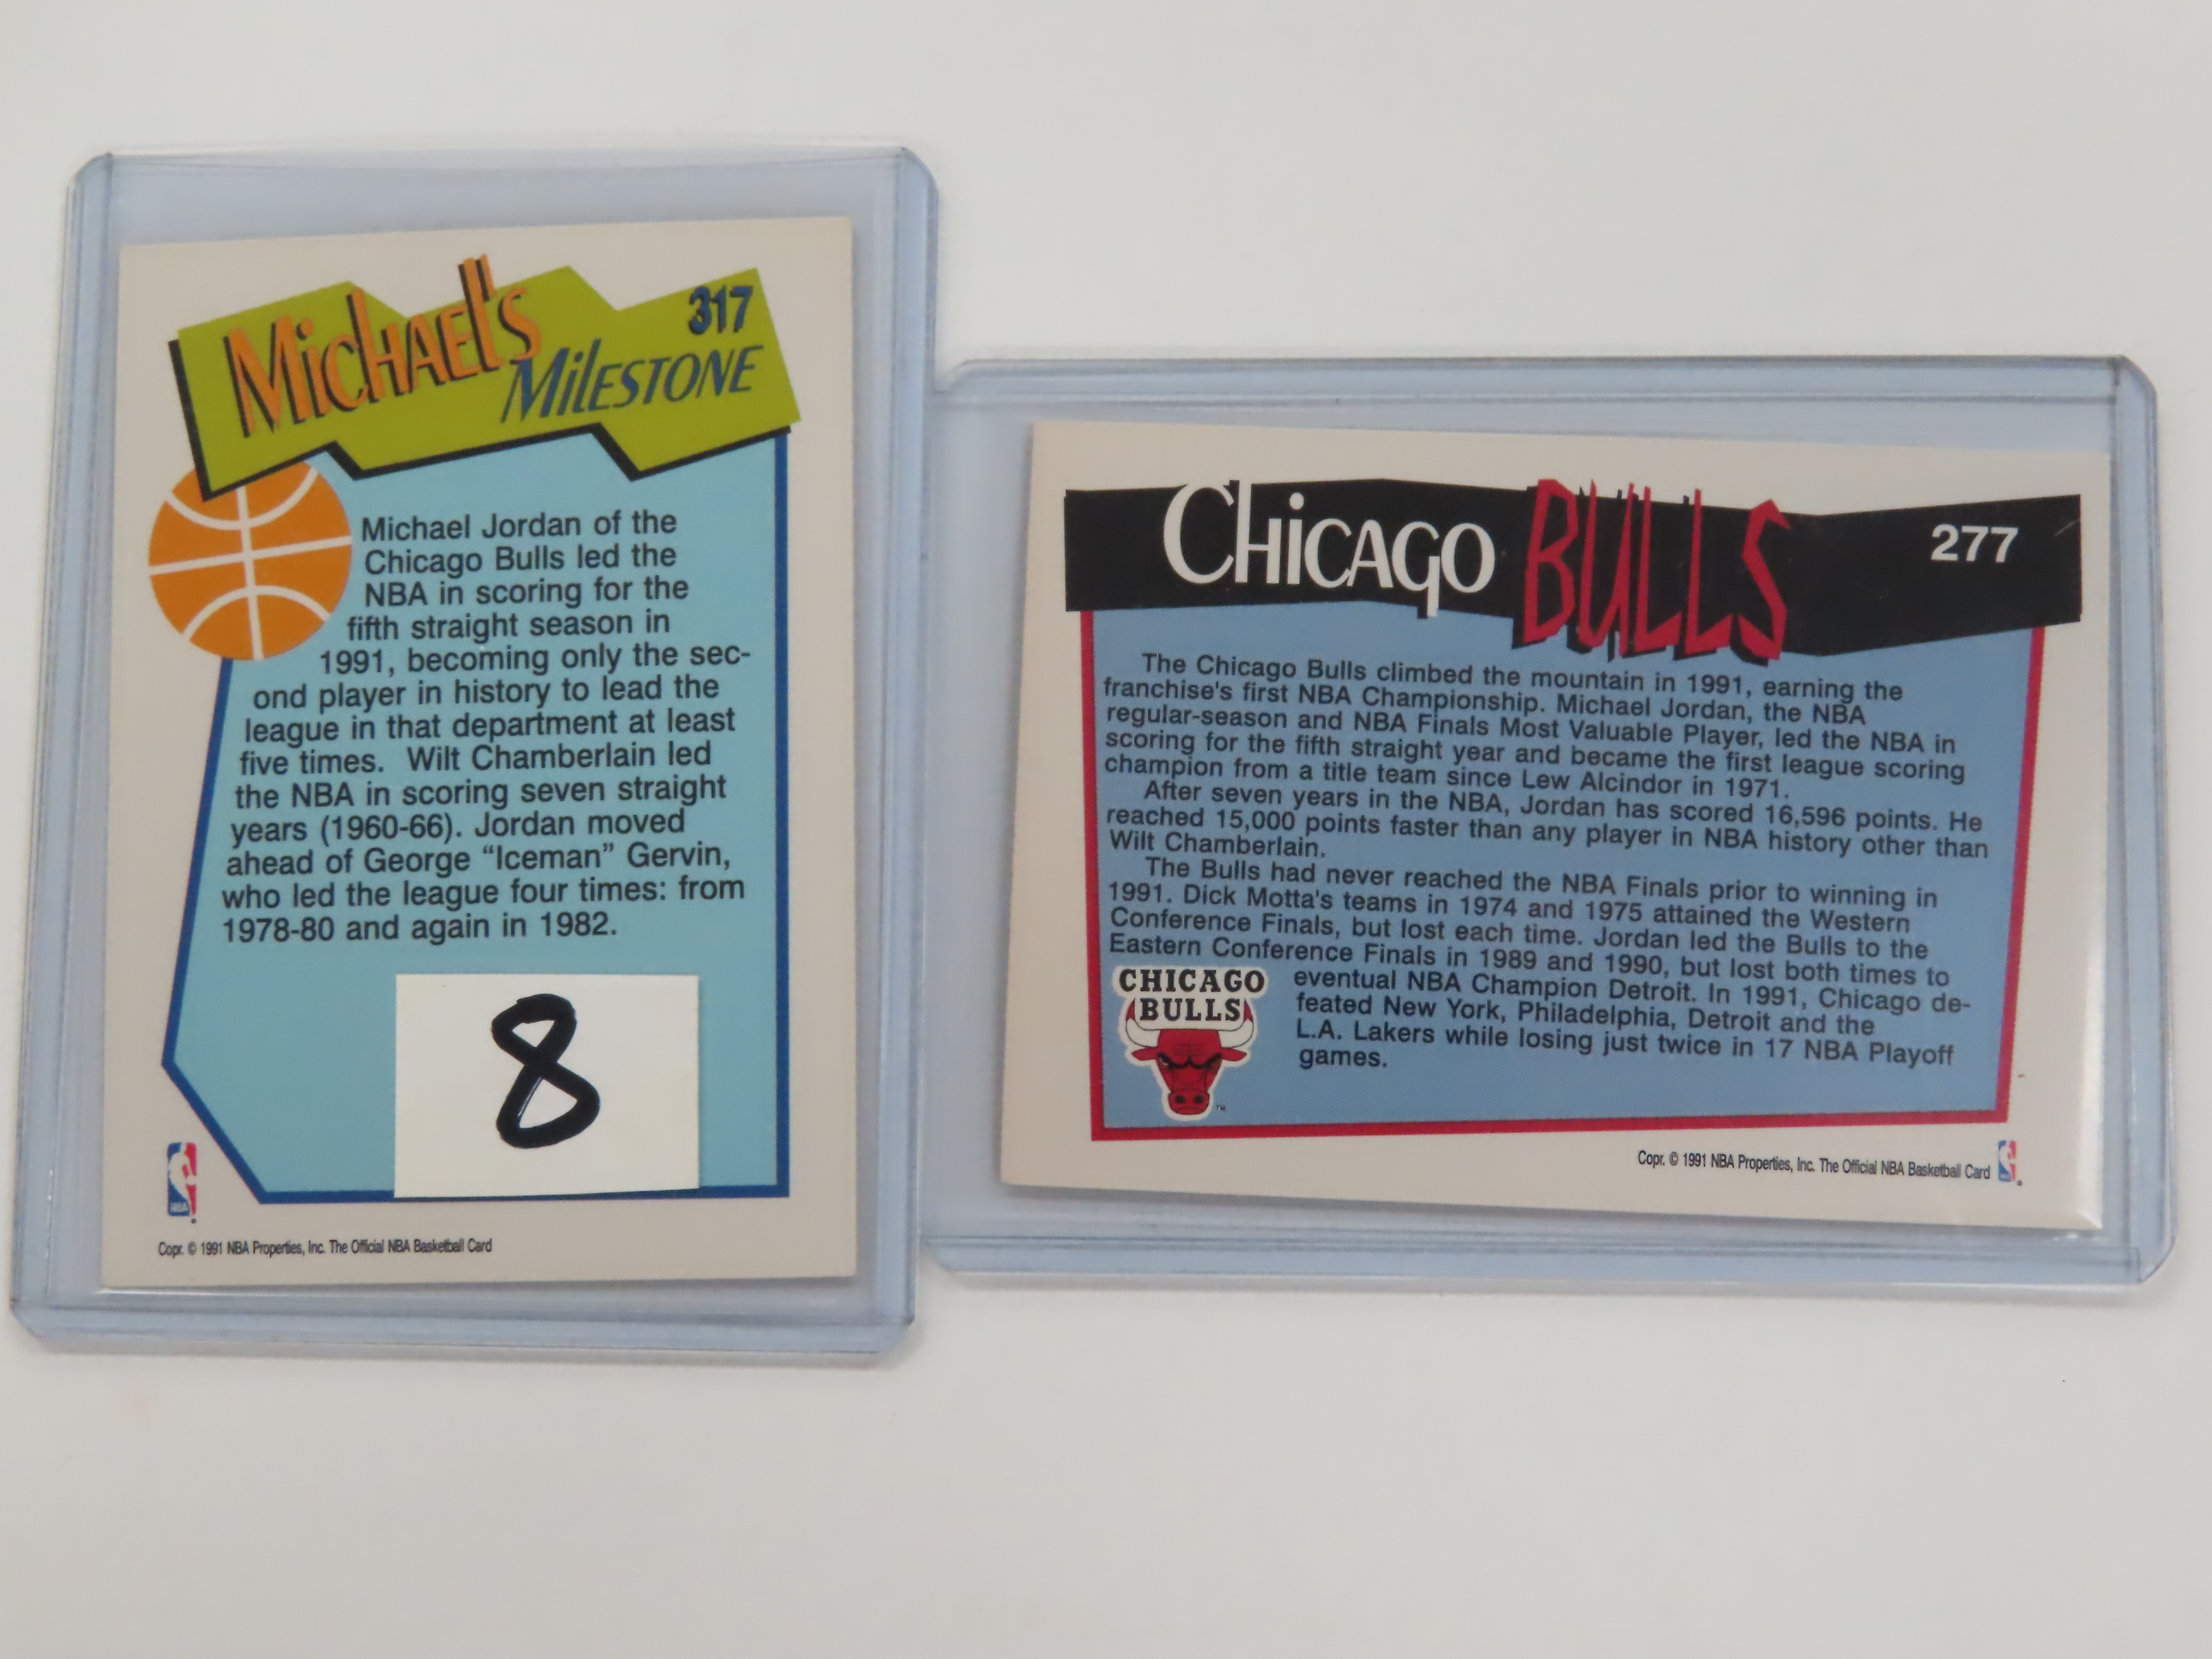 Michael's
317
Milestone
Michael Jordan of the
Chicago Bulls led the
NBA in scoring for the
fifth straight season in
1991, becoming only the sec-
ond player in history to lead the
league in that department at least
five times. Wilt Chamberlain led
the NBA in scoring seven straight
years (1960-66). Jordan moved
ahead of George “Iceman” Gervin,
who led the league four times: from
1978-80 and again in 1982.
8
NBA
Copr. © 1991 NBA Properties, Inc. The Official NBA Basketball Card
Chicago BULLS 277
The Chicago Bulls climbed the mountain in 1991, earning the
franchise's first NBA Championship. Michael Jordan, the NBA
regular-season and NBA Finals Most Valuable Player, led the NBA in
scoring for the fifth straight year and became the first league scoring
champion from a title team since Lew Alcindor in 1971.
After seven years in the NBA, Jordan has scored 16,596 points. He
reached 15,000 points faster than any player in NBA history other than
Wilt Chamberlain.
The Bulls had never reached the NBA Finals prior to winning in
1991. Dick Motta's teams in 1974 and 1975 attained the Western
Conference Finals, but lost each time. Jordan led the Bulls to the
Eastern Conference Finals in 1989 and 1990, but lost both times to
eventual NBA Champion Detroit. In 1991, Chicago de-
feated New York, Philadelphia, Detroit and the
L.A. Lakers while losing just twice in 17 NBA Playoff
games.
CHICAGO
BULLS
TM
Copr. © 1991 NBA Properties, Inc. The Official NBA Basketball Card